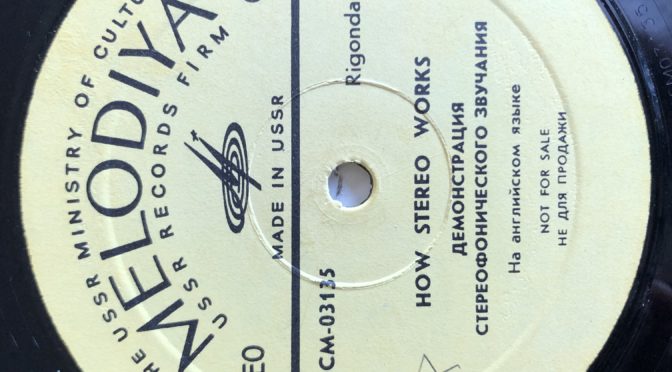 THE USSR MINISTRY OF CULTU
MELODIYA
USSR RECORDS FIRM
MADE IN USSR
EO
СМ-03135
Rigonda
HOW STEREO WORKS
ДЕМОНСТРАЦИЯ
СТЕРЕОФОНИЧЕСКОГО ЗВУЧАНИЯ
На английском языке
NOT FOR SALE
НЕ ДЛЯ ПРОДАЖИ